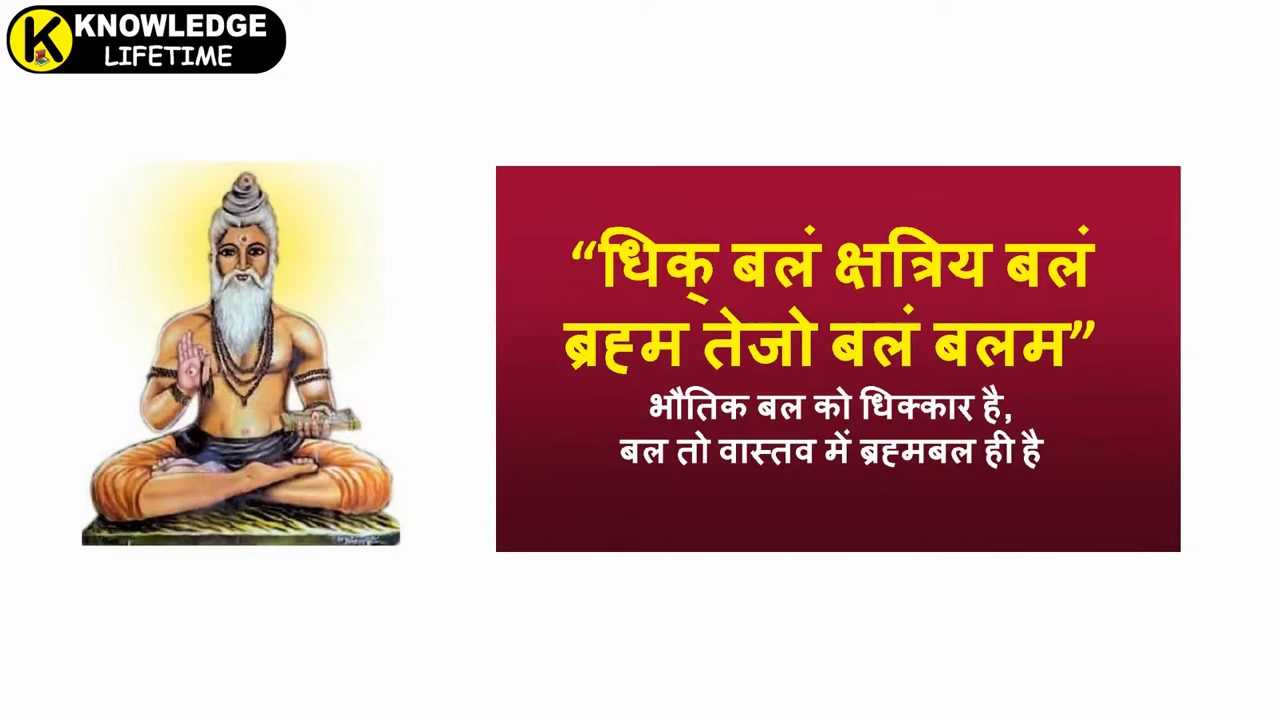 KNOWLEDGE
LIFETIME
“धिक् बलं क्षत्रिय बलं
ब्रह्म तेजो बलं बलम”
भौतिक बल को धिक्कार है,
बल तो वास्तव में ब्रह्मबल ही है